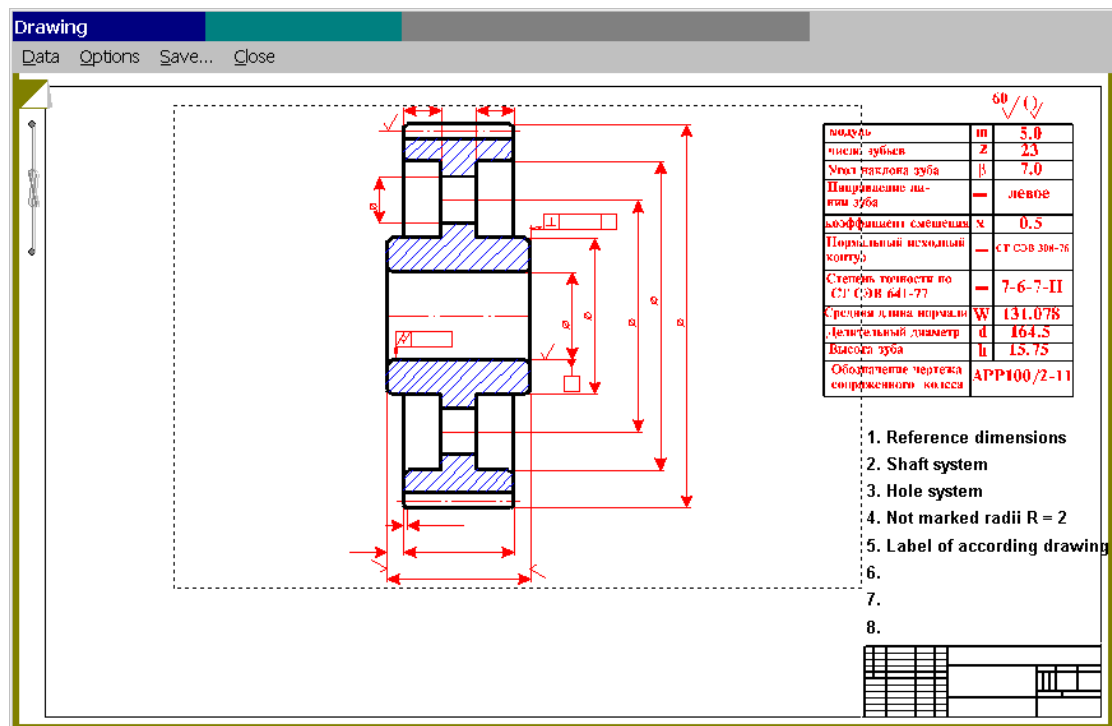 Drawing
Data Options Save... Close
60
модуль m 5.0
число зубьев z 23
Угол наклона зуба β 7.0
Направление ли-
нии зуба — левое
коэффициент смешения x 0.5
Нормальный исходный
контур — СТ СЭВ 308-76
Степень точности по
СТ СЭВ 641-77 — 7-6-7-II
Средняя длина нормали W 131.078
Делительный диаметр d 164.5
Высота зуба h 15.75
Обозначение чертежа
сопряженного колеса APP100/2-11
1. Reference dimensions
2. Shaft system
3. Hole system
4. Not marked radii R = 2
5. Label of according drawing
6.
7.
8.